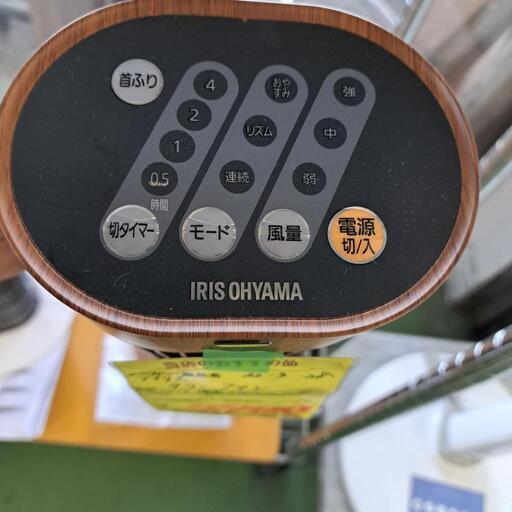 首ふり
4
2
1
0.5
時間
切タイマー
おやすみ
リズム
連続
モード
強
中
弱
風量
電源
切/入
IRIS OHYAMA